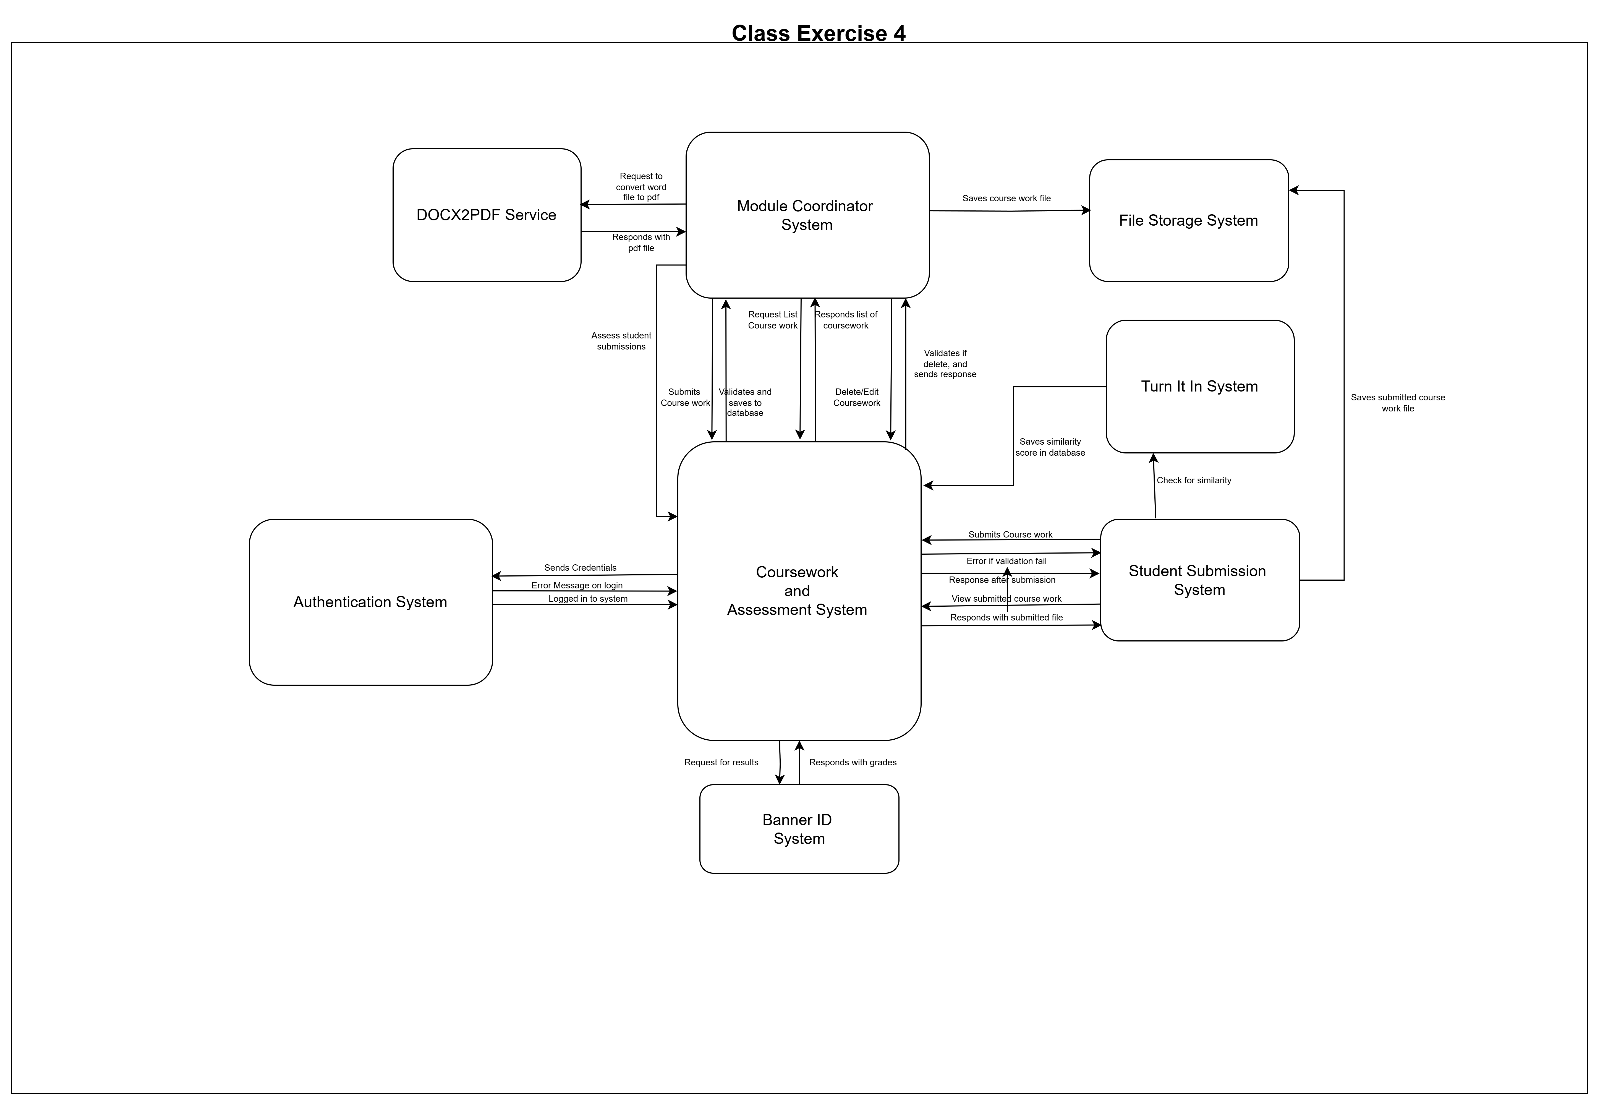 Class Exercise 4
DOCX2PDF Service
Request to
convert word
file to pdf
Responds with
pdf file
Module Coordinator
System
Saves course work file
File Storage System
Assess student
submissions
Request List
Course work
Responds list of
coursework
Validates if
delete, and
sends response
Submits
Course work
Validates and
saves to
database
Delete/Edit
Coursework
Turn It In System
Saves submitted course
work file
Saves similarity
score in database
Check for similarity
Authentication System
Sends Credentials
Error Message on login
Logged in to system
Coursework
and
Assessment System
Submits Course work
Error if validation fail
Response after submission
View submitted course work
Responds with submitted file
Student Submission
System
Request for results
Responds with grades
Banner ID
System